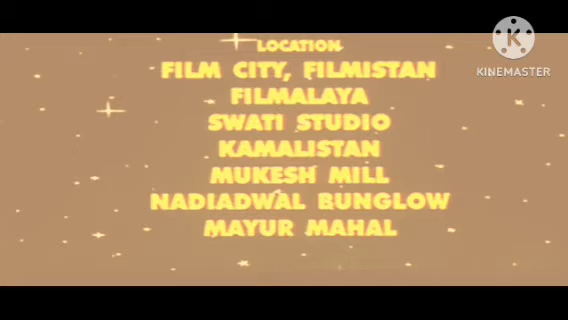 LOCATION
FILM CITY, FILMISTAN
FILMALAYA
SWATI STUDIO
KAMALISTAN
MUKESH MILL
NADIADWAL BUNGLOW
MAYUR MAHAL
K
KINEMASTER